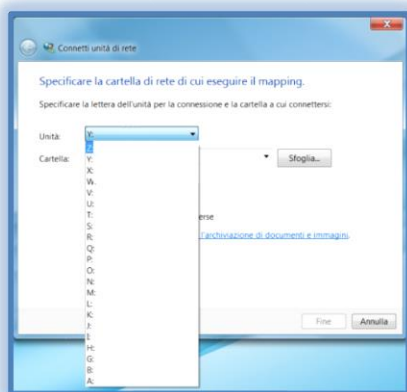 Connetti unità di rete
Specificare la cartella di rete di cui eseguire il mapping.
Specificare la lettera dell'unità per la connessione e la cartella a cui connettersi:
Unità: Y:
Z:
Cartella: Sfoglia...
Y:
X:
W:
V:
U:
T:
S:
erse
R:
l'archiviazione di documenti e immagini.
Q:
P:
O:
N:
M:
L:
K:
J:
I:
H:
G:
B:
A:
Fine Annulla